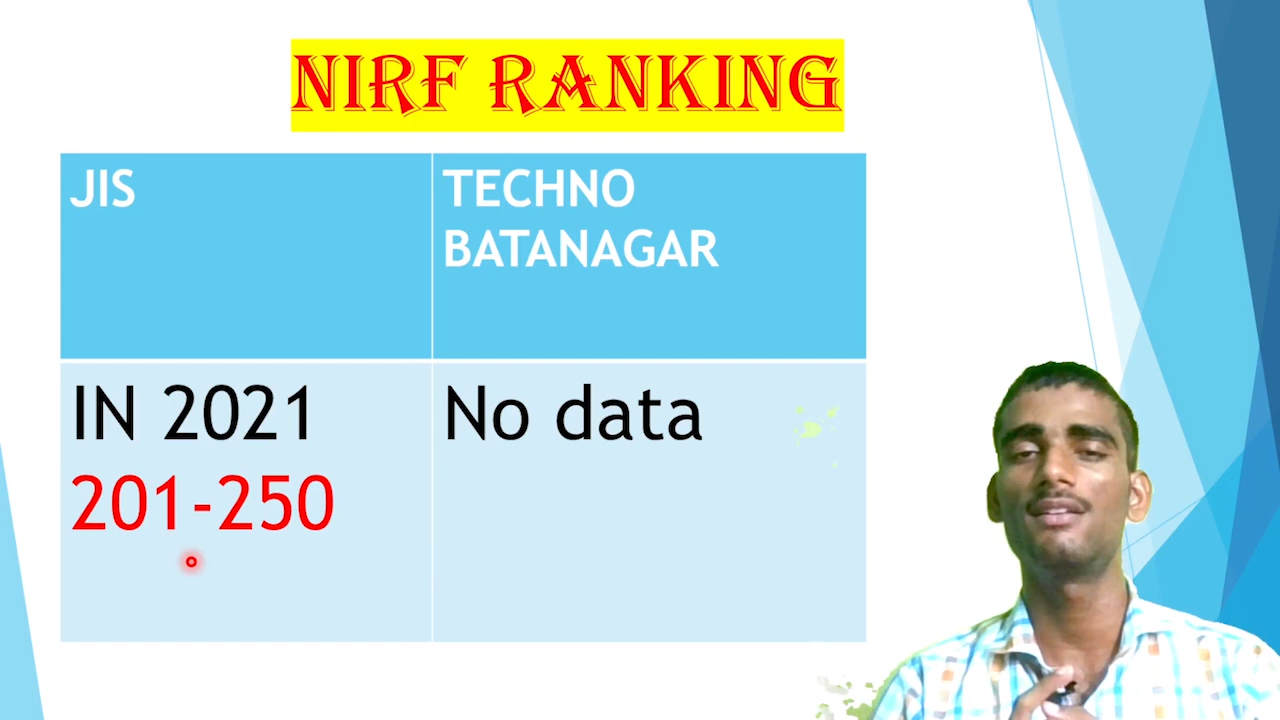 NIRF RANKING
JIS
TECHNO
BATANAGAR
IN 2021
201-250
No data